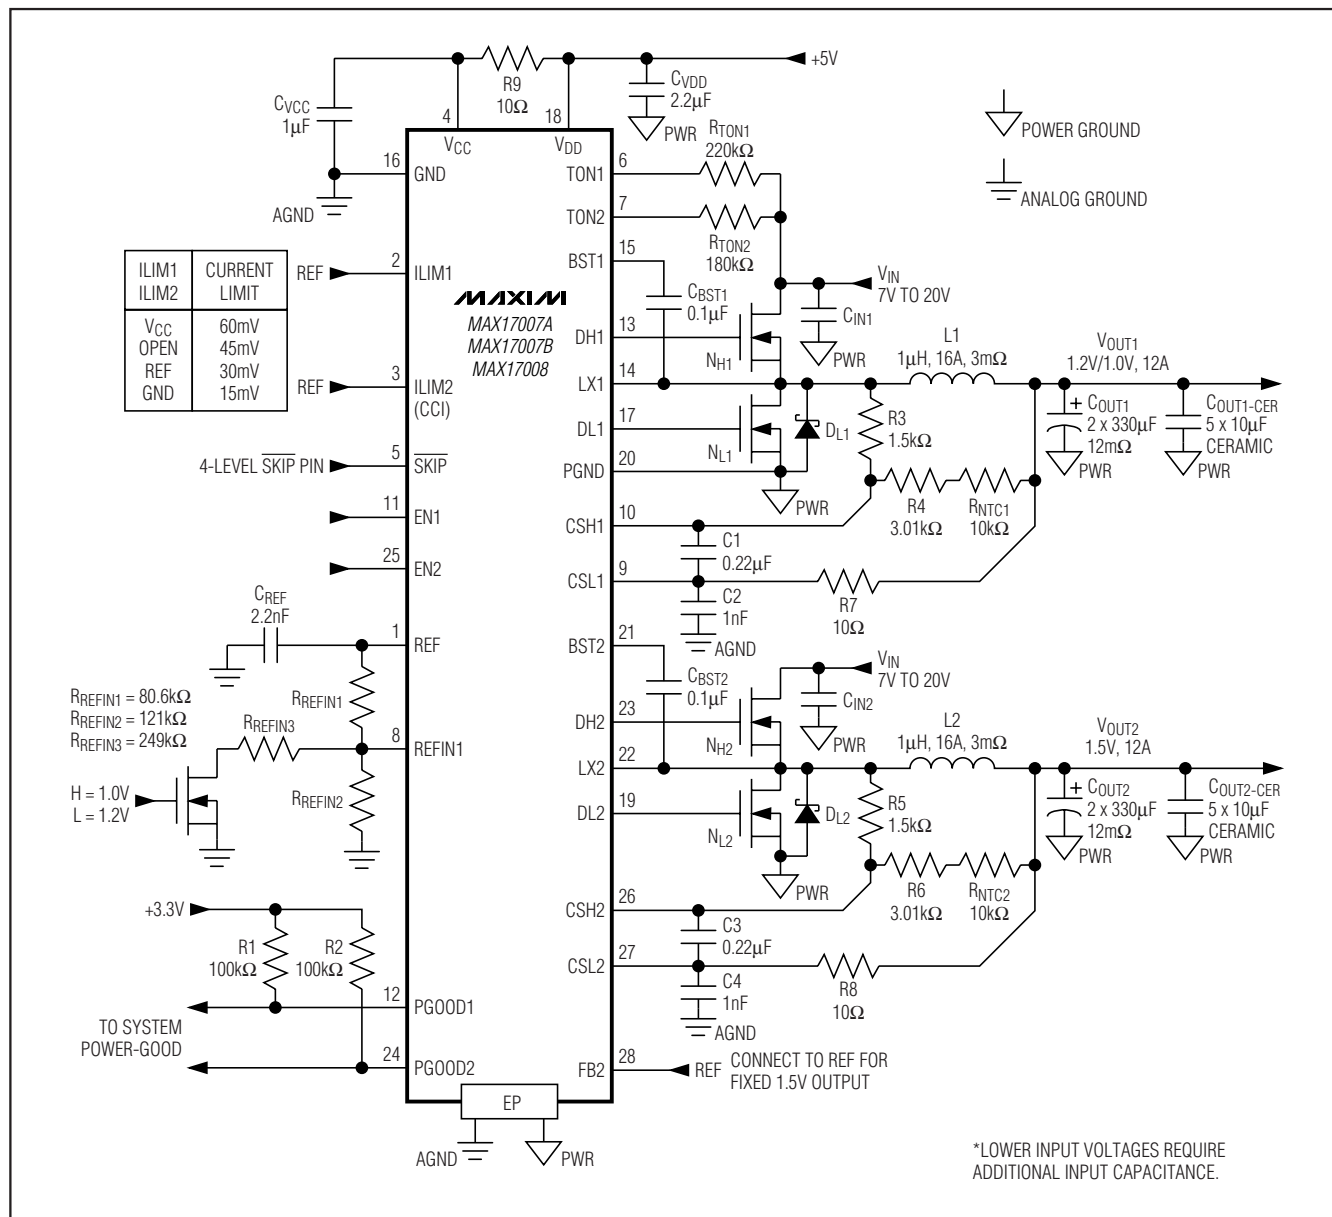 +5V
R9
10Ω
CVCC
1μF
CVDD
2.2μF
PWR
4
18
VCC
VDD
16
GND
AGND
RTON1
220kΩ
6
TON1
7
TON2
RTON2
180kΩ
15
BST1
POWER GROUND
ANALOG GROUND
ILIM1
ILIM2
CURRENT
LIMIT
VCC 60mV
OPEN 45mV
REF 30mV
GND 15mV
REF
2
ILIM1
REF
3
ILIM2
(CCI)
MAXIM
MAX17007A
MAX17007B
MAX17008
CBST1
0.1μF
VIN
7V TO 20V
CIN1
PWR
13
DH1
NH1
14
LX1
L1
1μH, 16A, 3mΩ
VOUT1
1.2V/1.0V, 12A
17
DL1
NL1
DL1
R3
1.5kΩ
+
COUT1
2 x 330μF
12mΩ
PWR
COUT1-CER
5 x 10μF
CERAMIC
PWR
20
PGND
PWR
4-LEVEL SKIP PIN
5
SKIP
11
EN1
25
EN2
10
CSH1
R4
3.01kΩ
RNTC1
10kΩ
C1
0.22μF
9
CSL1
R7
10Ω
C2
1nF
AGND
CREF
2.2nF
1
REF
21
BST2
RREFIN1 = 80.6kΩ
RREFIN2 = 121kΩ
RREFIN3 = 249kΩ
RREFIN1
RREFIN3
8
REFIN1
RREFIN2
H = 1.0V
L = 1.2V
CBST2
0.1μF
VIN
7V TO 20V
CIN2
PWR
23
DH2
NH2
22
LX2
L2
1μH, 16A, 3mΩ
VOUT2
1.5V, 12A
19
DL2
NL2
DL2
R5
1.5kΩ
+
COUT2
2 x 330μF
12mΩ
PWR
COUT2-CER
5 x 10μF
CERAMIC
PWR
PWR
26
CSH2
R6
3.01kΩ
RNTC2
10kΩ
C3
0.22μF
27
CSL2
R8
10Ω
C4
1nF
AGND
+3.3V
R1
100kΩ
R2
100kΩ
12
PGOOD1
TO SYSTEM
POWER-GOOD
24
PGOOD2
28
FB2
REF
CONNECT TO REF FOR
FIXED 1.5V OUTPUT
EP
AGND
PWR
*LOWER INPUT VOLTAGES REQUIRE
ADDITIONAL INPUT CAPACITANCE.